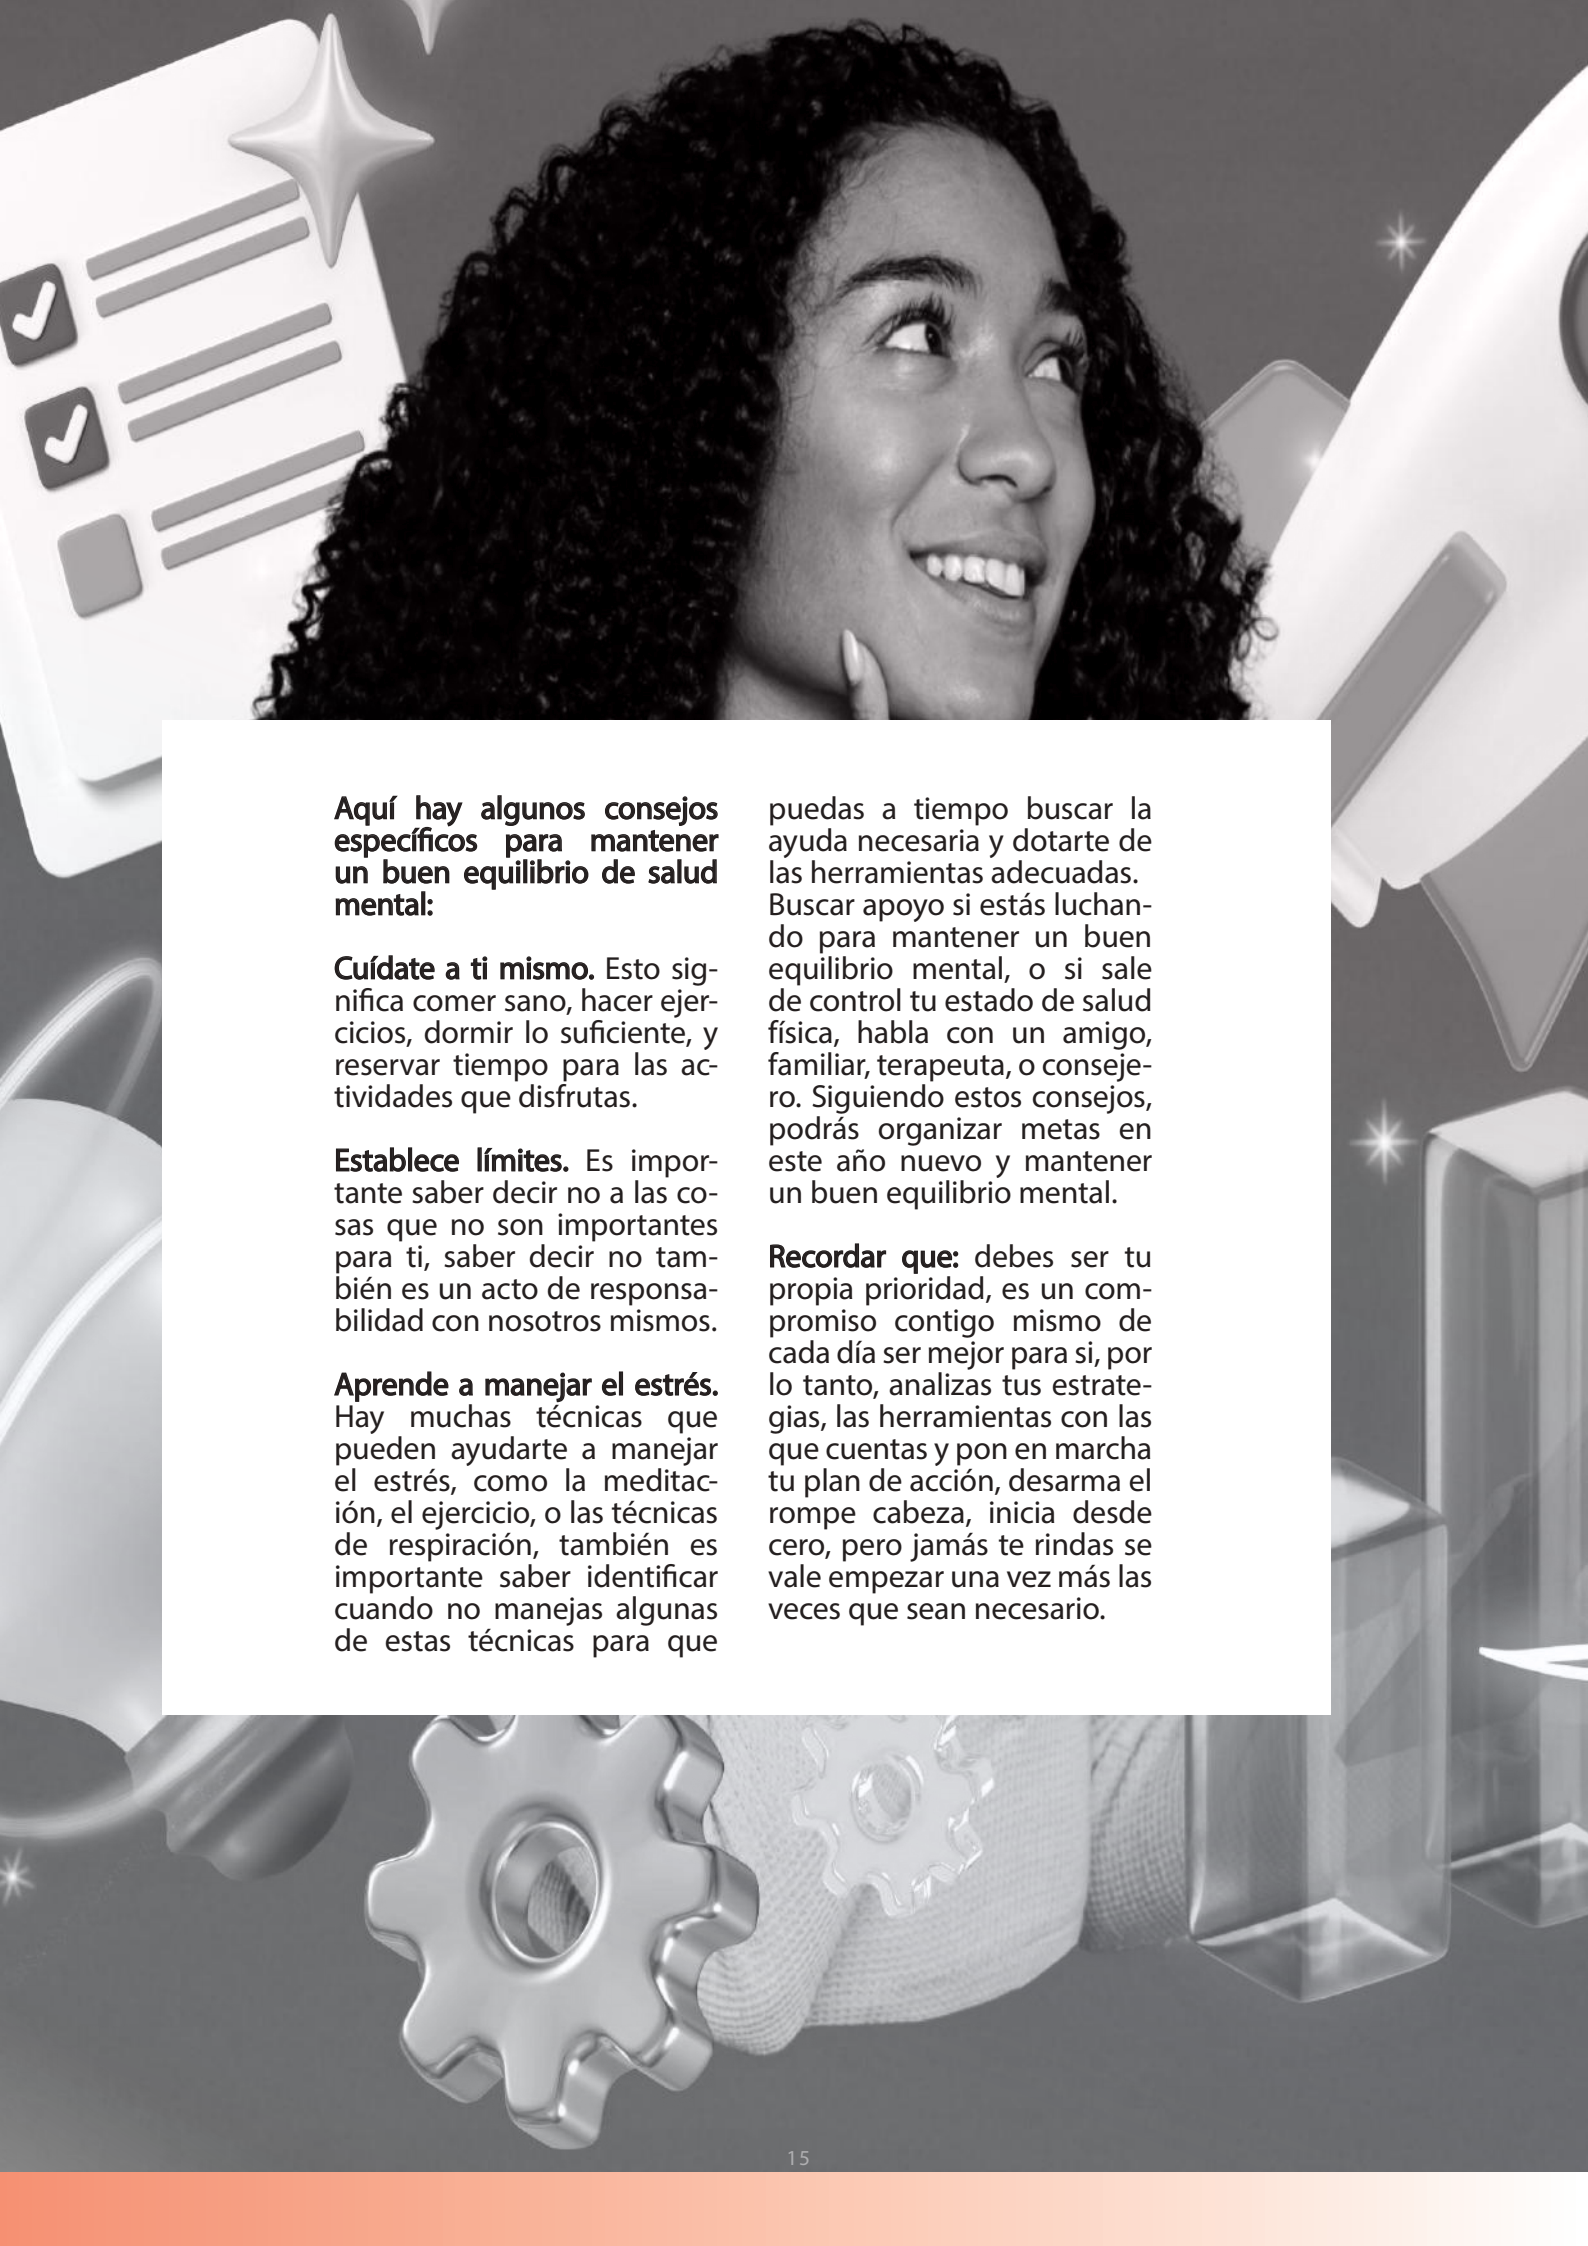 Aquí hay algunos consejos
específicos para mantener
un buen equilibrio de salud
mental:
Cuídate a ti mismo. Esto sig-
nifica comer sano, hacer ejer-
cicios, dormir lo suficiente, y
reservar tiempo para las ac-
tividades que disfrutas.
Establece límites. Es impor-
tante saber decir no a las co-
sas que no son importantes
para ti, saber decir no tam-
bién es un acto de responsa-
bilidad con nosotros mismos.
Aprende a manejar el estrés.
Hay muchas técnicas que
pueden ayudarte a manejar
el estrés, como la meditac-
ión, el ejercicio, o las técnicas
de respiración, también es
importante saber identificar
cuando no manejas algunas
de estas técnicas para que
puedas a tiempo buscar la
ayuda necesaria y dotarte de
las herramientas adecuadas.
Buscar apoyo si estás luchan-
do para mantener un buen
equilibrio mental, o si sale
de control tu estado de salud
física, habla con un amigo,
familiar, terapeuta, o conseje-
ro. Siguiendo estos consejos,
podrás organizar metas en
este año nuevo y mantener
un buen equilibrio mental.
Recordar que: debes ser tu
propia prioridad, es un com-
promiso contigo mismo de
cada día ser mejor para si, por
lo tanto, analizas tus estrate-
gias, las herramientas con las
que cuentas y pon en marcha
tu plan de acción, desarma el
rompe cabeza, inicia desde
cero, pero jamás te rindas se
vale empezar una vez más las
veces que sean necesario.
15